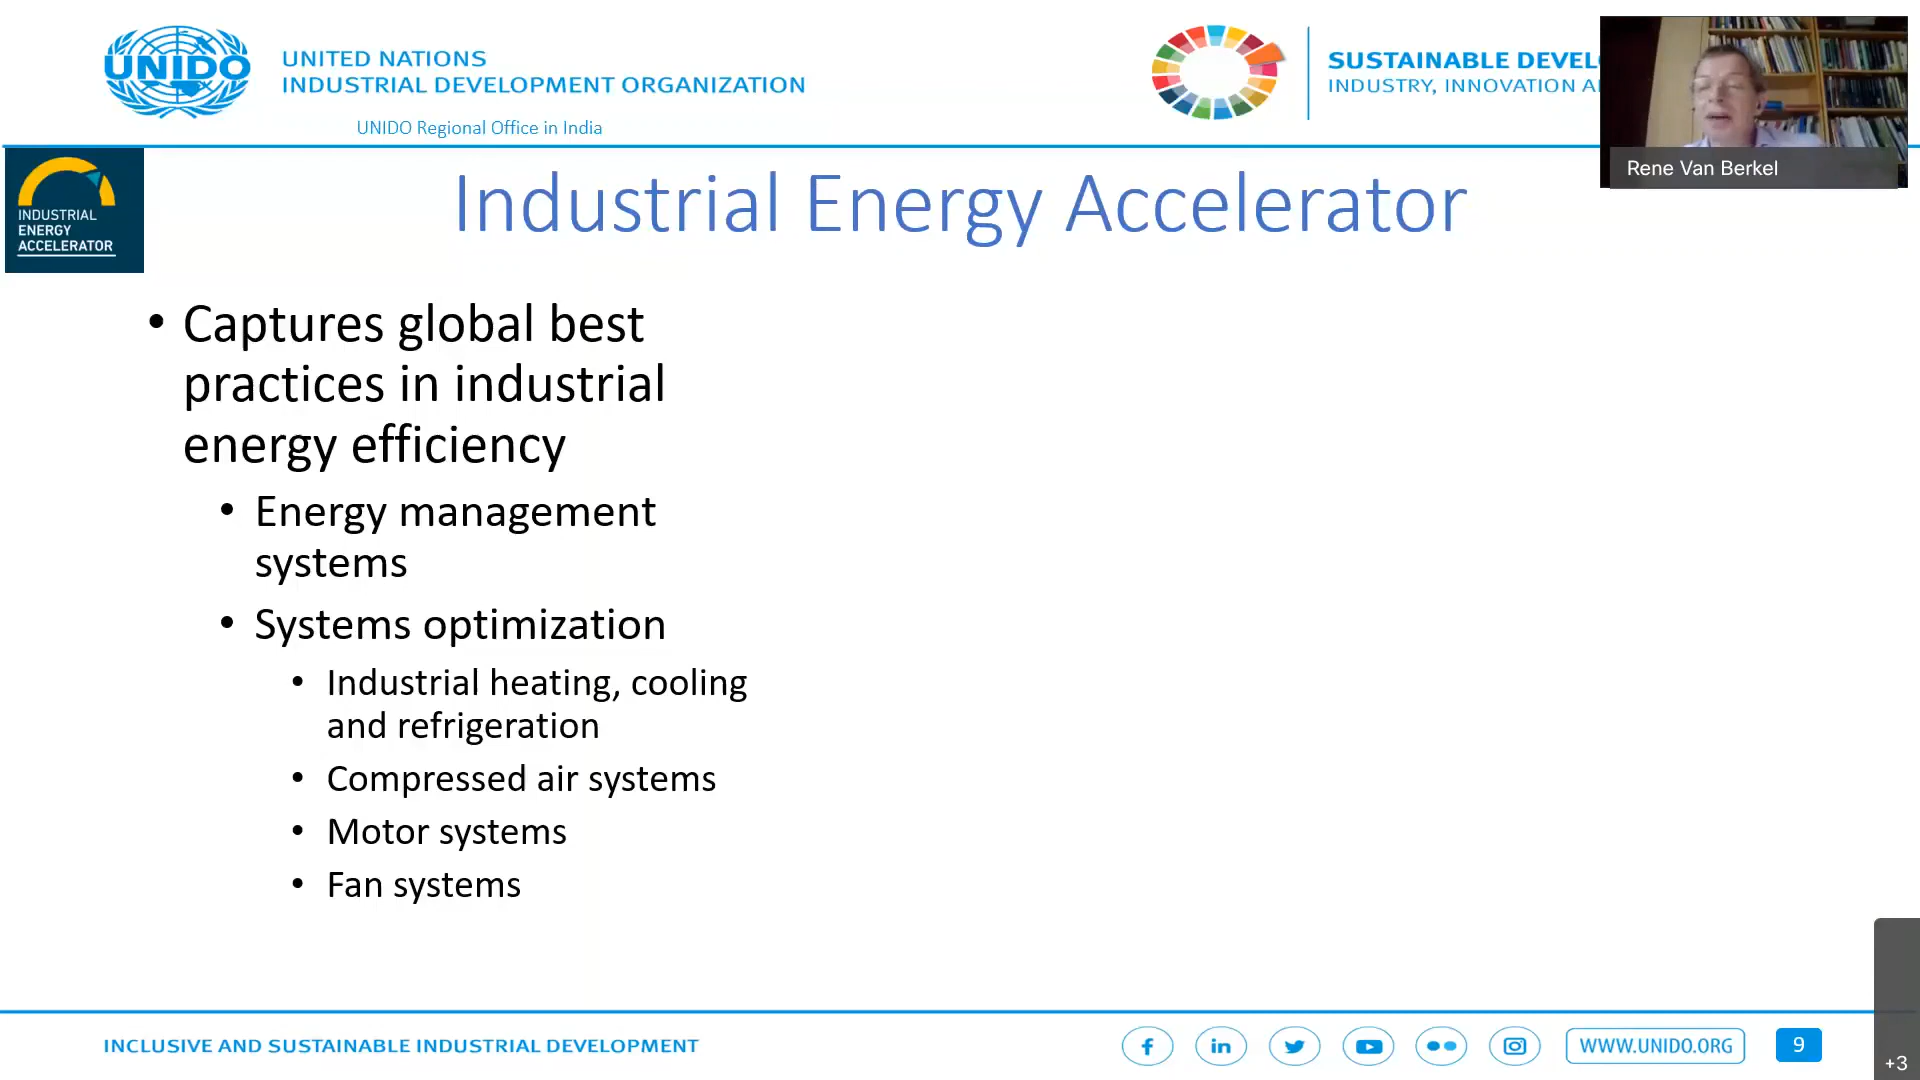 UNIDO
UNITED NATIONS
INDUSTRIAL DEVELOPMENT ORGANIZATION
UNIDO Regional Office in India
SUSTAINABLE DEVEL
INDUSTRY, INNOVATION A
Rene Van Berkel
INDUSTRIAL
ENERGY
ACCELERATOR
Industrial Energy Accelerator
• Captures global best
practices in industrial
energy efficiency
• Energy management
systems
• Systems optimization
• Industrial heating, cooling
and refrigeration
• Compressed air systems
• Motor systems
• Fan systems
INCLUSIVE AND SUSTAINABLE INDUSTRIAL DEVELOPMENT
WWW.UNIDO.ORG
9
+3